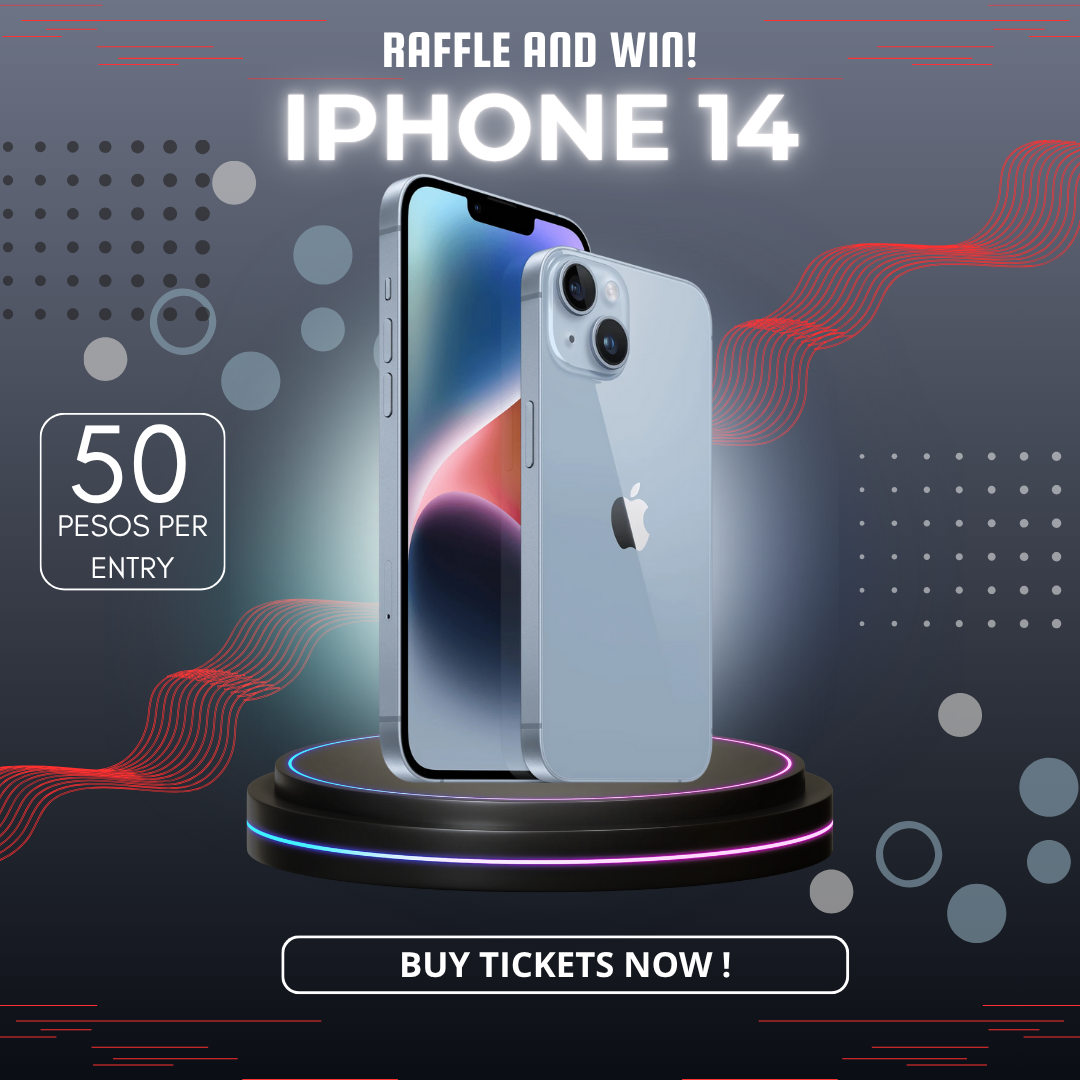 RAFFLE AND WIN!
IPHONE 14
50
PESOS PER
ENTRY
BUY TICKETS NOW !